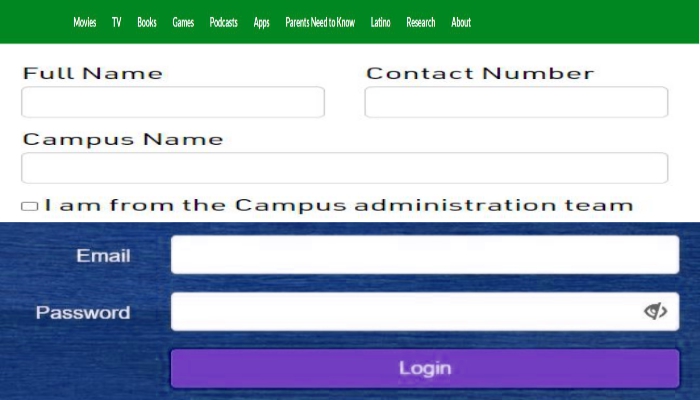 Movies TV Books Games Podcasts Apps Parents Need to Know Latino Research About
Full Name Contact Number
Campus Name
I am from the Campus administration team
Email
Password
Login